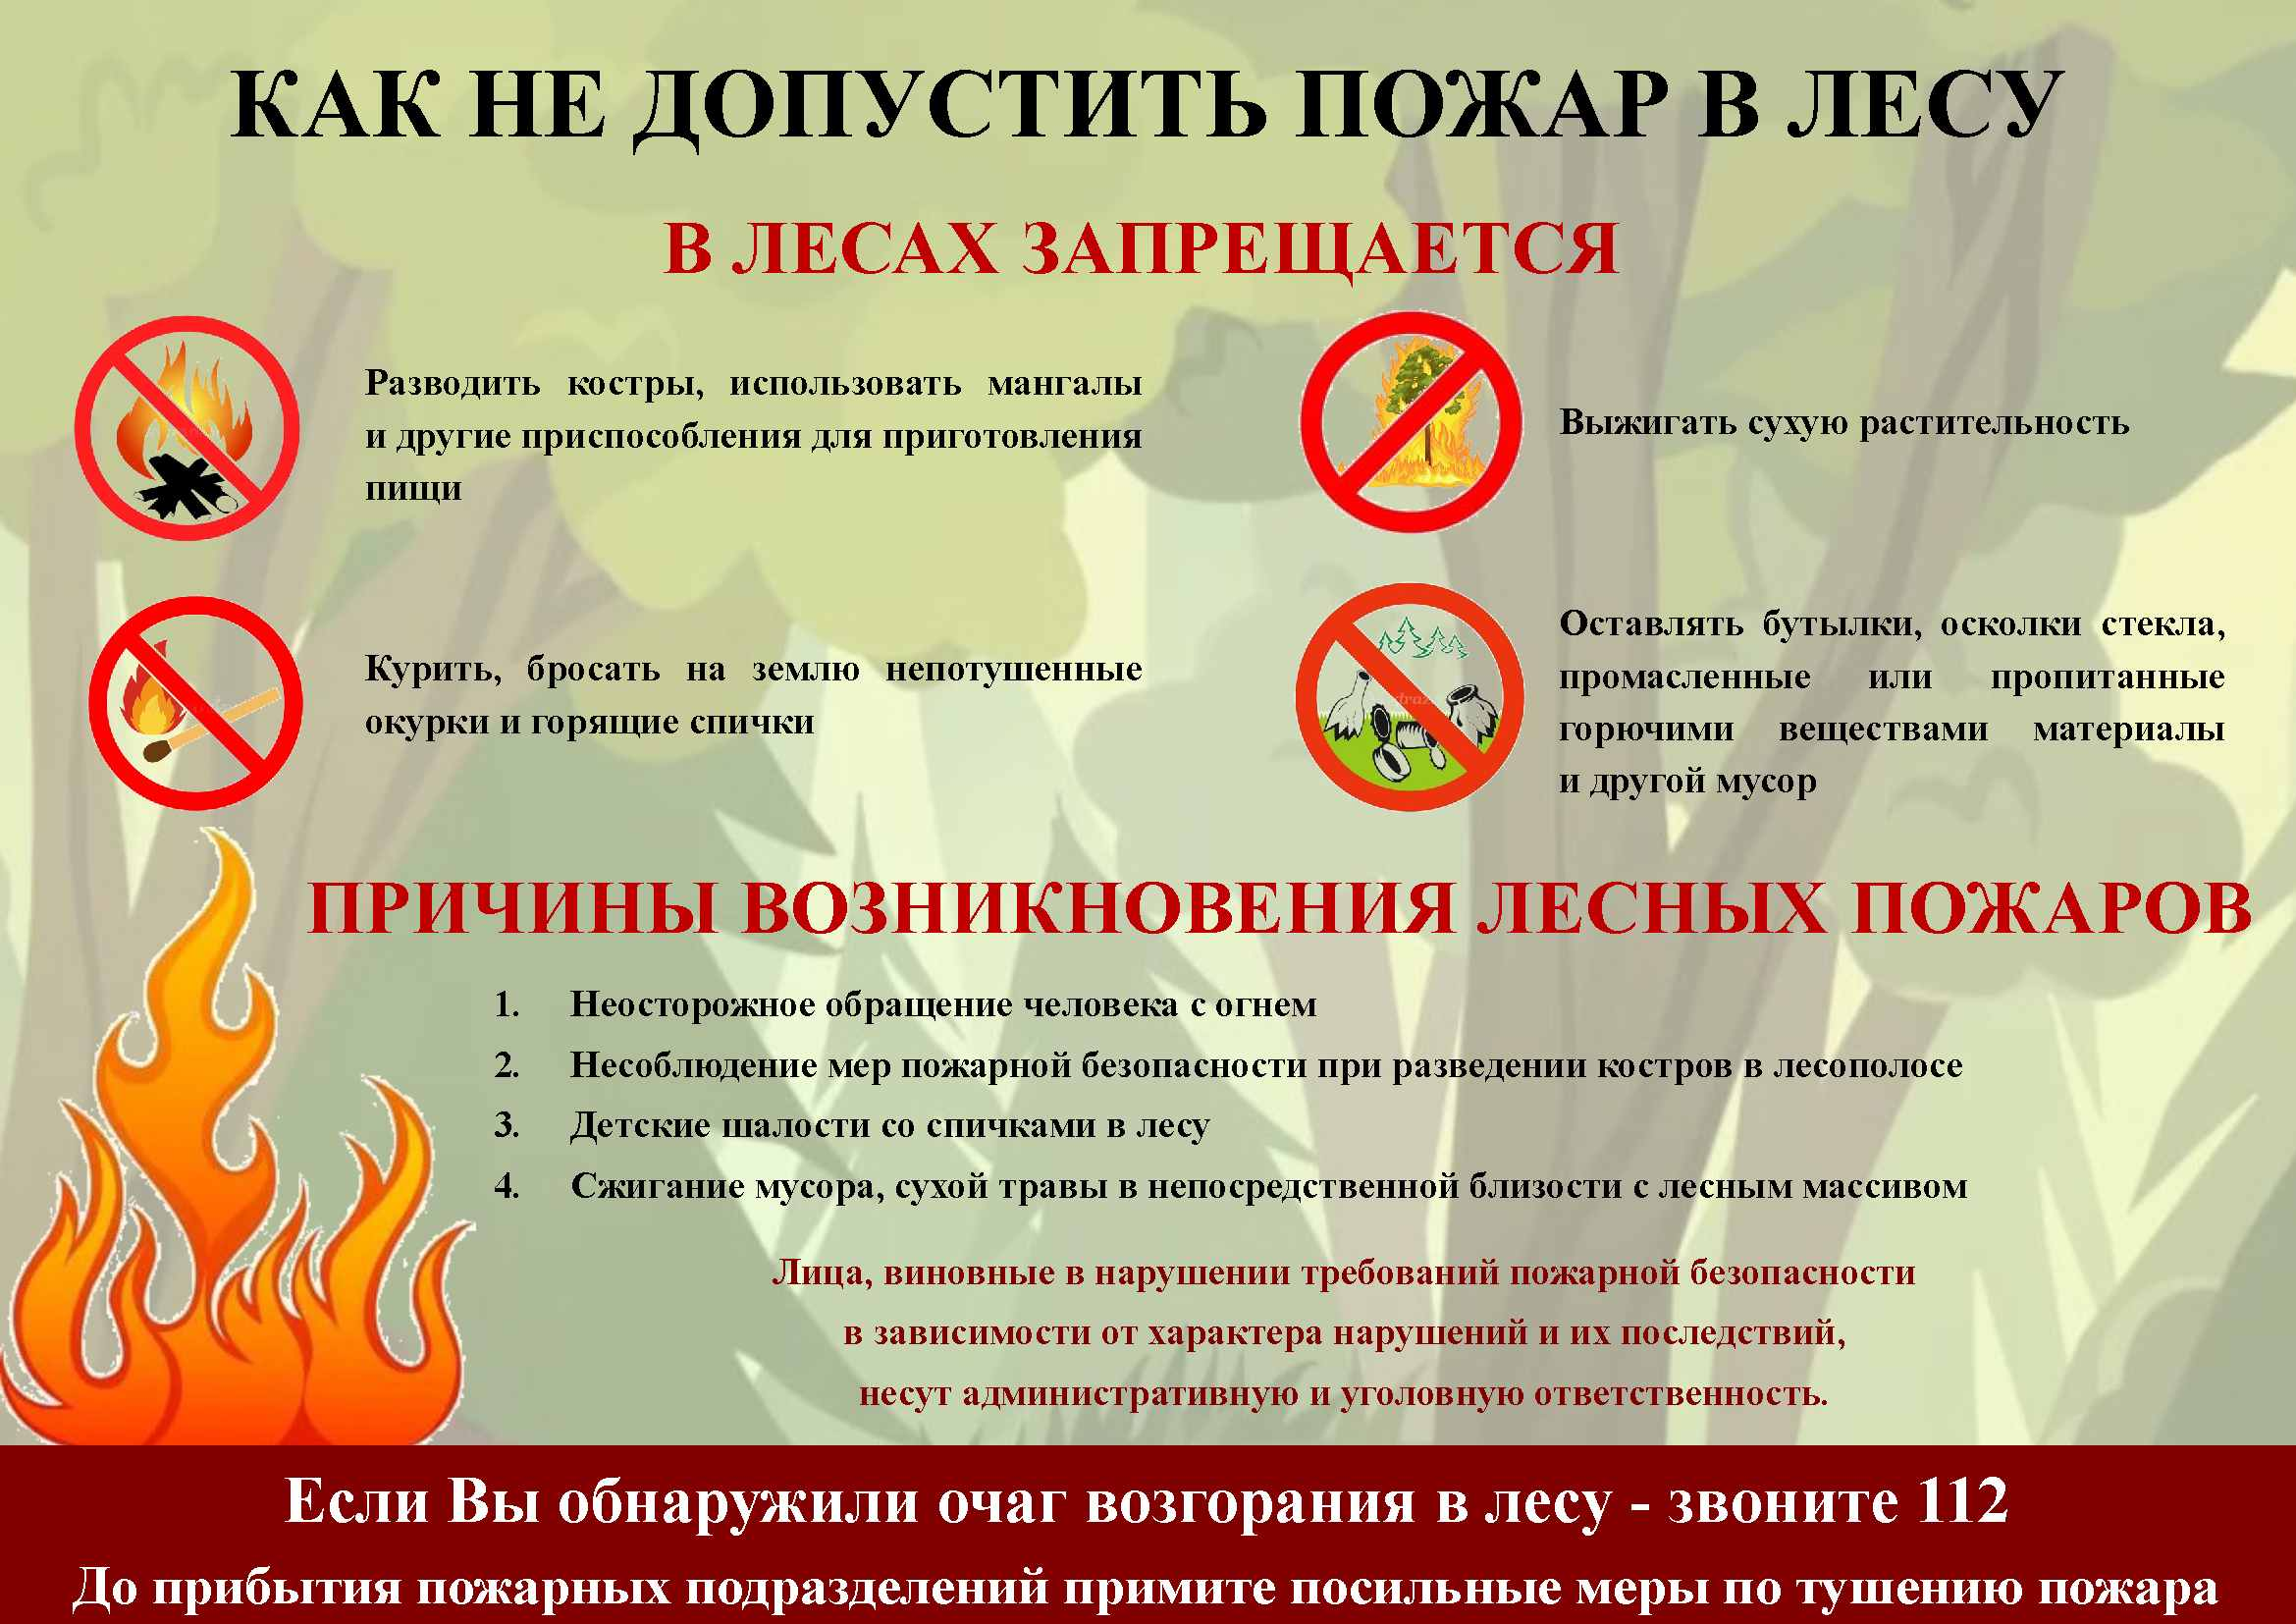 КАК НЕ ДОПУСТИТЬ ПОЖАР В ЛЕСУ
В ЛЕСАХ ЗАПРЕЩАЕТСЯ
Разводить костры, использовать мангалы
и другие приспособления для приготовления
пищи
Выжигать сухую растительность
Курить, бросать на землю непотушенные
окурки и горящие спички
Оставлять бутылки, осколки стекла,
промасленные или пропитанные
горючими веществами материалы
и другой мусор
ПРИЧИНЫ ВОЗНИКНОВЕНИЯ ЛЕСНЫХ ПОЖАРОВ
1. Неосторожное обращение человека с огнем
2. Несоблюдение мер пожарной безопасности при разведении костров в лесополосе
3. Детские шалости со спичками в лесу
4. Сжигание мусора, сухой травы в непосредственной близости с лесным массивом
Лица, виновные в нарушении требований пожарной безопасности
в зависимости от характера нарушений и их последствий,
несут административную и уголовную ответственность.
Если Вы обнаружили очаг возгорания в лесу - звоните 112
До прибытия пожарных подразделений примите посильные меры по тушению пожара